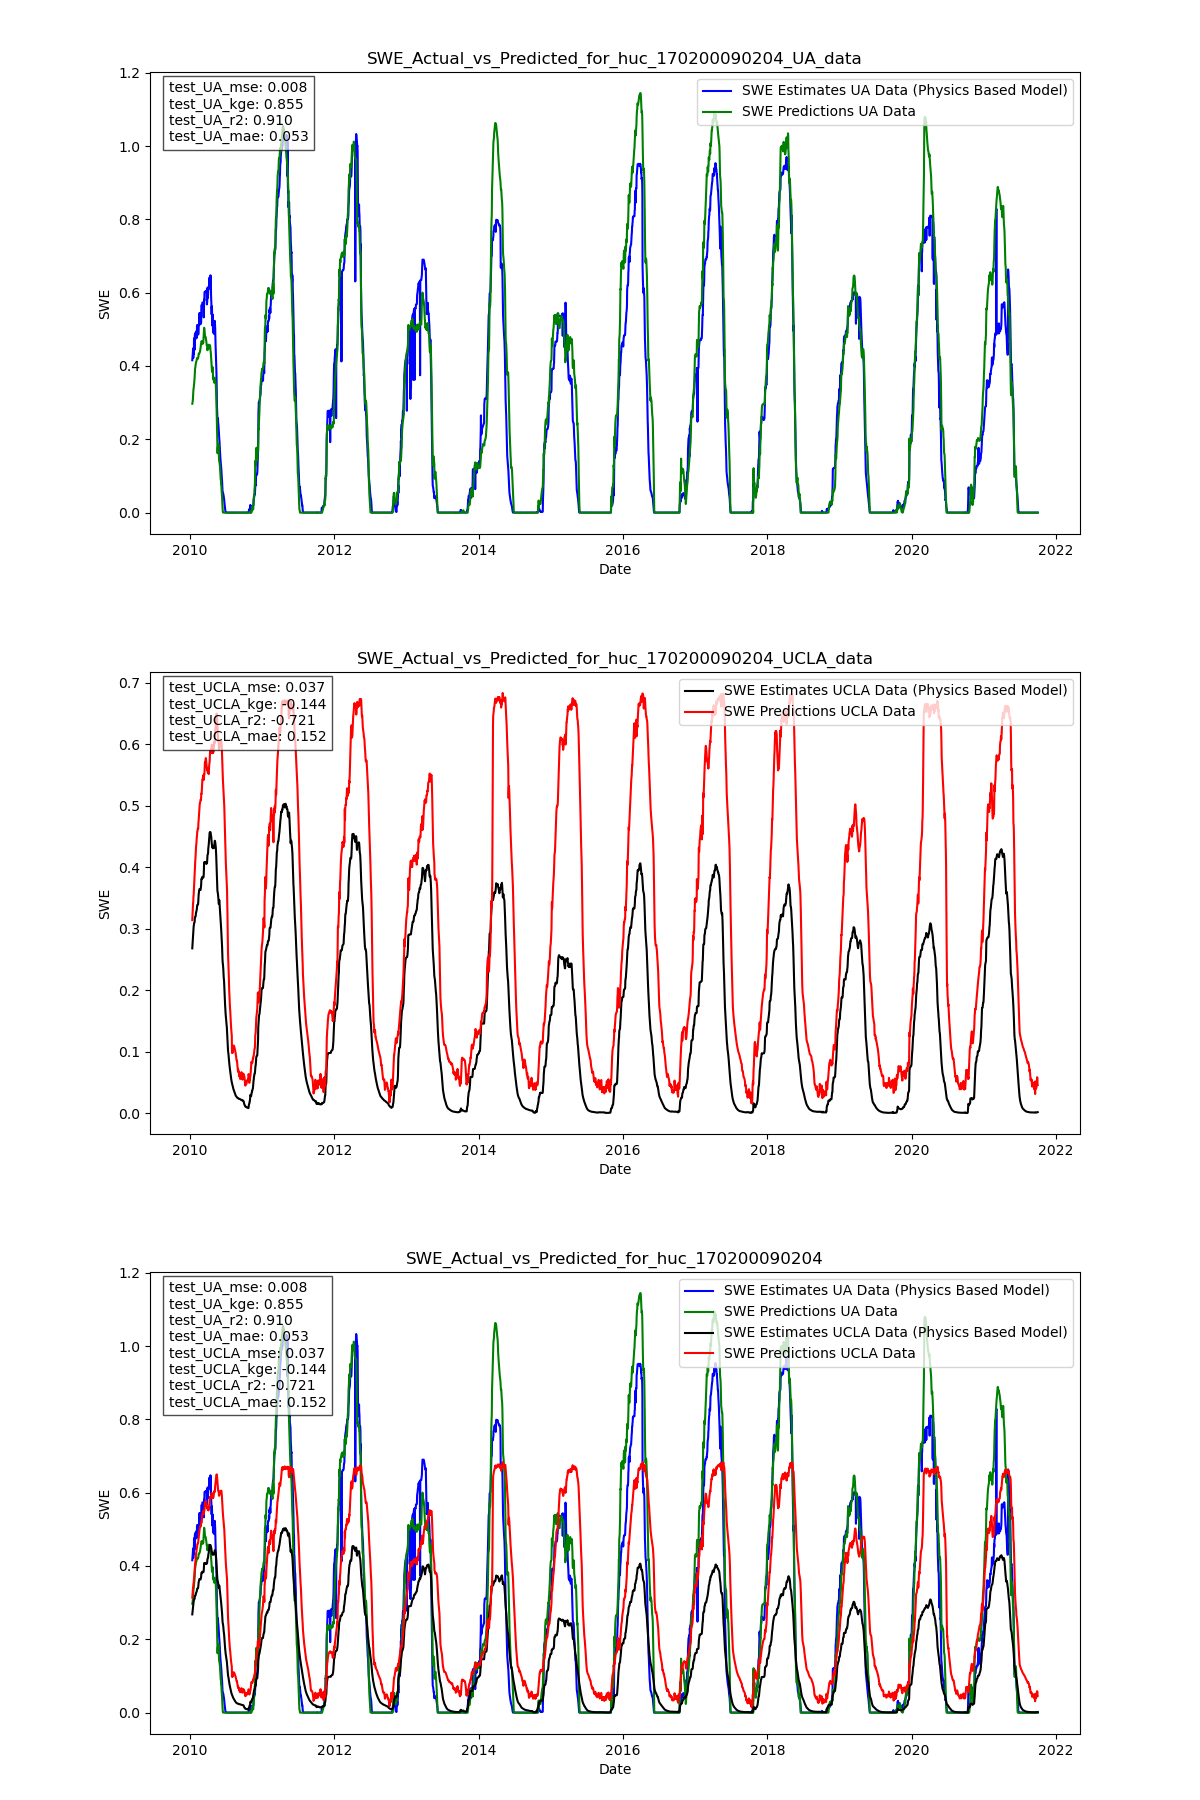 SWE_Actual_vs_Predicted_for_huc_170200090204_UA_data
test_UA_mse: 0.008
test_UA_kge: 0.855
test_UA_r2: 0.910
test_UA_mae: 0.053
SWE Estimates UA Data (Physics Based Model)
SWE Predictions UA Data
1.2
1.0
0.8
0.6
0.4
0.2
0.0
SWE
2010 2012 2014 2016 2018 2020 2022
Date
SWE_Actual_vs_Predicted_for_huc_170200090204_UCLA_data
test_UCLA_mse: 0.037
test_UCLA_kge: -0.144
test_UCLA_r2: -0.721
test_UCLA_mae: 0.152
SWE Estimates UCLA Data (Physics Based Model)
SWE Predictions UCLA Data
0.7
0.6
0.5
0.4
0.3
0.2
0.1
0.0
SWE
2010 2012 2014 2016 2018 2020 2022
Date
SWE_Actual_vs_Predicted_for_huc_170200090204
test_UA_mse: 0.008
test_UA_kge: 0.855
test_UA_r2: 0.910
test_UA_mae: 0.053
test_UCLA_mse: 0.037
test_UCLA_kge: -0.144
test_UCLA_r2: -0.721
test_UCLA_mae: 0.152
SWE Estimates UA Data (Physics Based Model)
SWE Predictions UA Data
SWE Estimates UCLA Data (Physics Based Model)
SWE Predictions UCLA Data
1.2
1.0
0.8
0.6
0.4
0.2
0.0
SWE
2010 2012 2014 2016 2018 2020 2022
Date